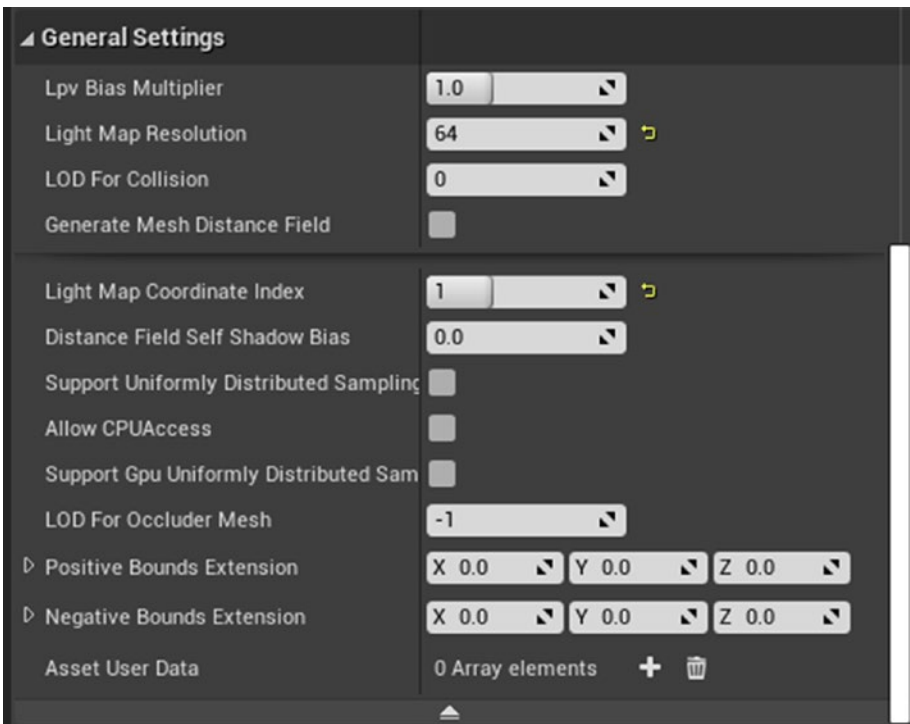 General Settings
Lpv Bias Multiplier 1.0
Light Map Resolution 64
LOD For Collision 0
Generate Mesh Distance Field
Light Map Coordinate Index 1
Distance Field Self Shadow Bias 0.0
Support Uniformly Distributed Sampling
Allow CPUAccess
Support Gpu Uniformly Distributed Sam
LOD For Occluder Mesh -1
Positive Bounds Extension X 0.0 Y 0.0 Z 0.0
Negative Bounds Extension X 0.0 Y 0.0 Z 0.0
Asset User Data 0 Array elements